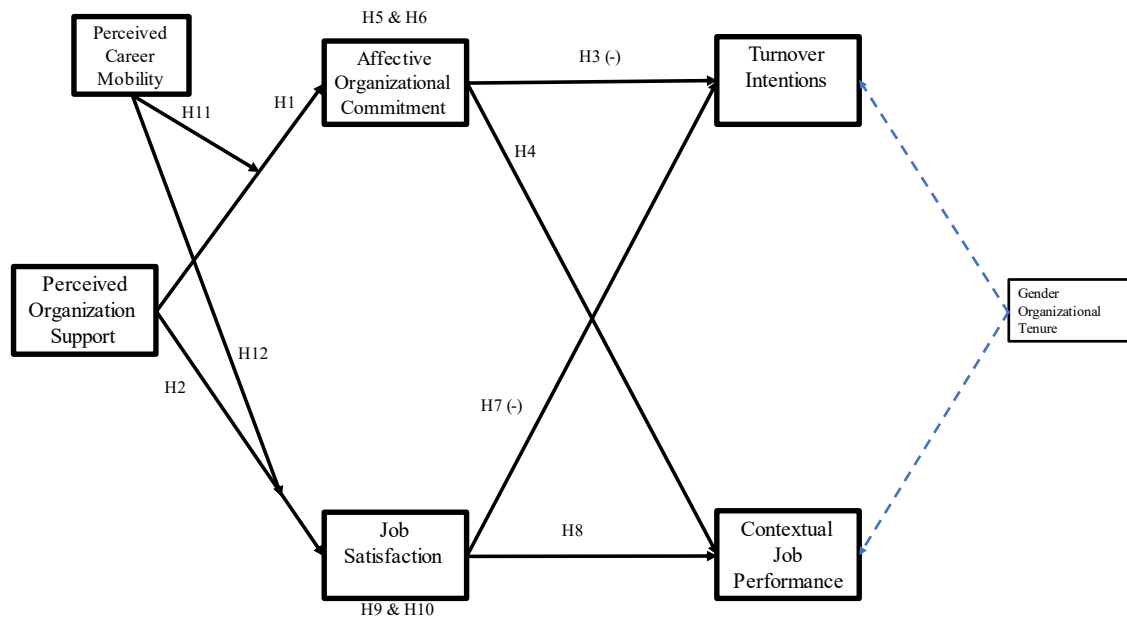 H5 & H6
Perceived
Career
Mobility
Affective
Organizational
Commitment
H3 (-)
Turnover
Intentions
H11
H1
H4
Perceived
Organization
Support
Gender
Organizational
Tenure
H12
H2
H7 (-)
Job
Satisfaction
H8
Contextual
Job
Performance
H9 & H10